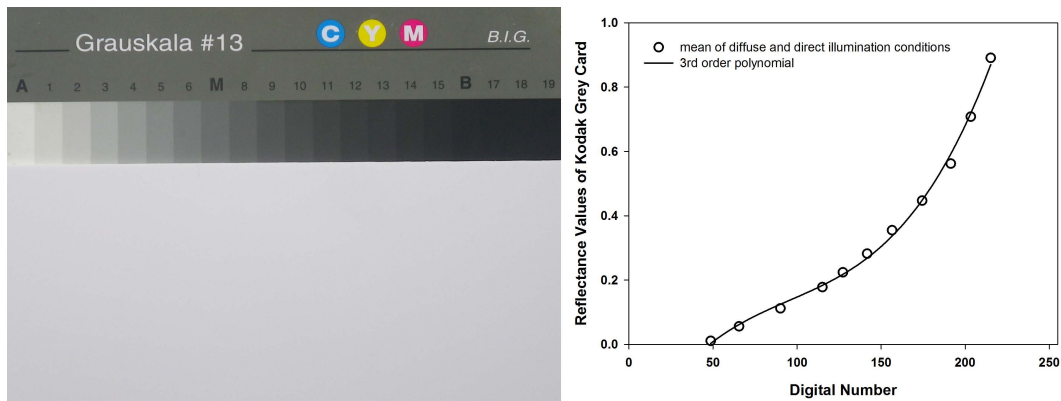 C Y M
Grauskala #13 B.I.G.
A 1 2 3 4 5 6 M 8 9 10 11 12 13 14 15 B 17 18 19
Reflectance Values of Kodak Grey Card
1.0
0.8
0.6
0.4
0.2
0.0
mean of diffuse and direct illumination conditions
3rd order polynomial
0 50 100 150 200 250
Digital Number